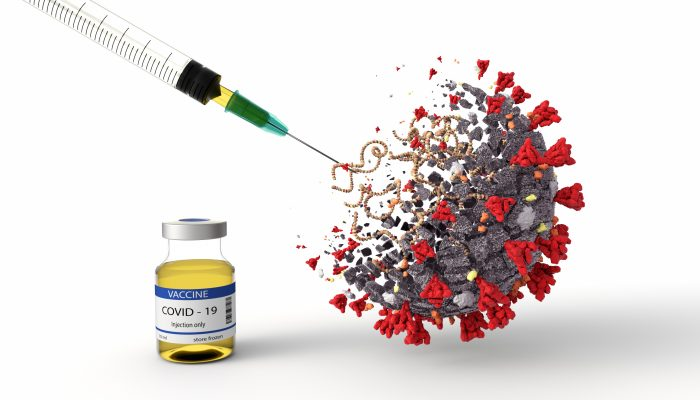 VACCINE
COVID - 19
Injection only
store frozen